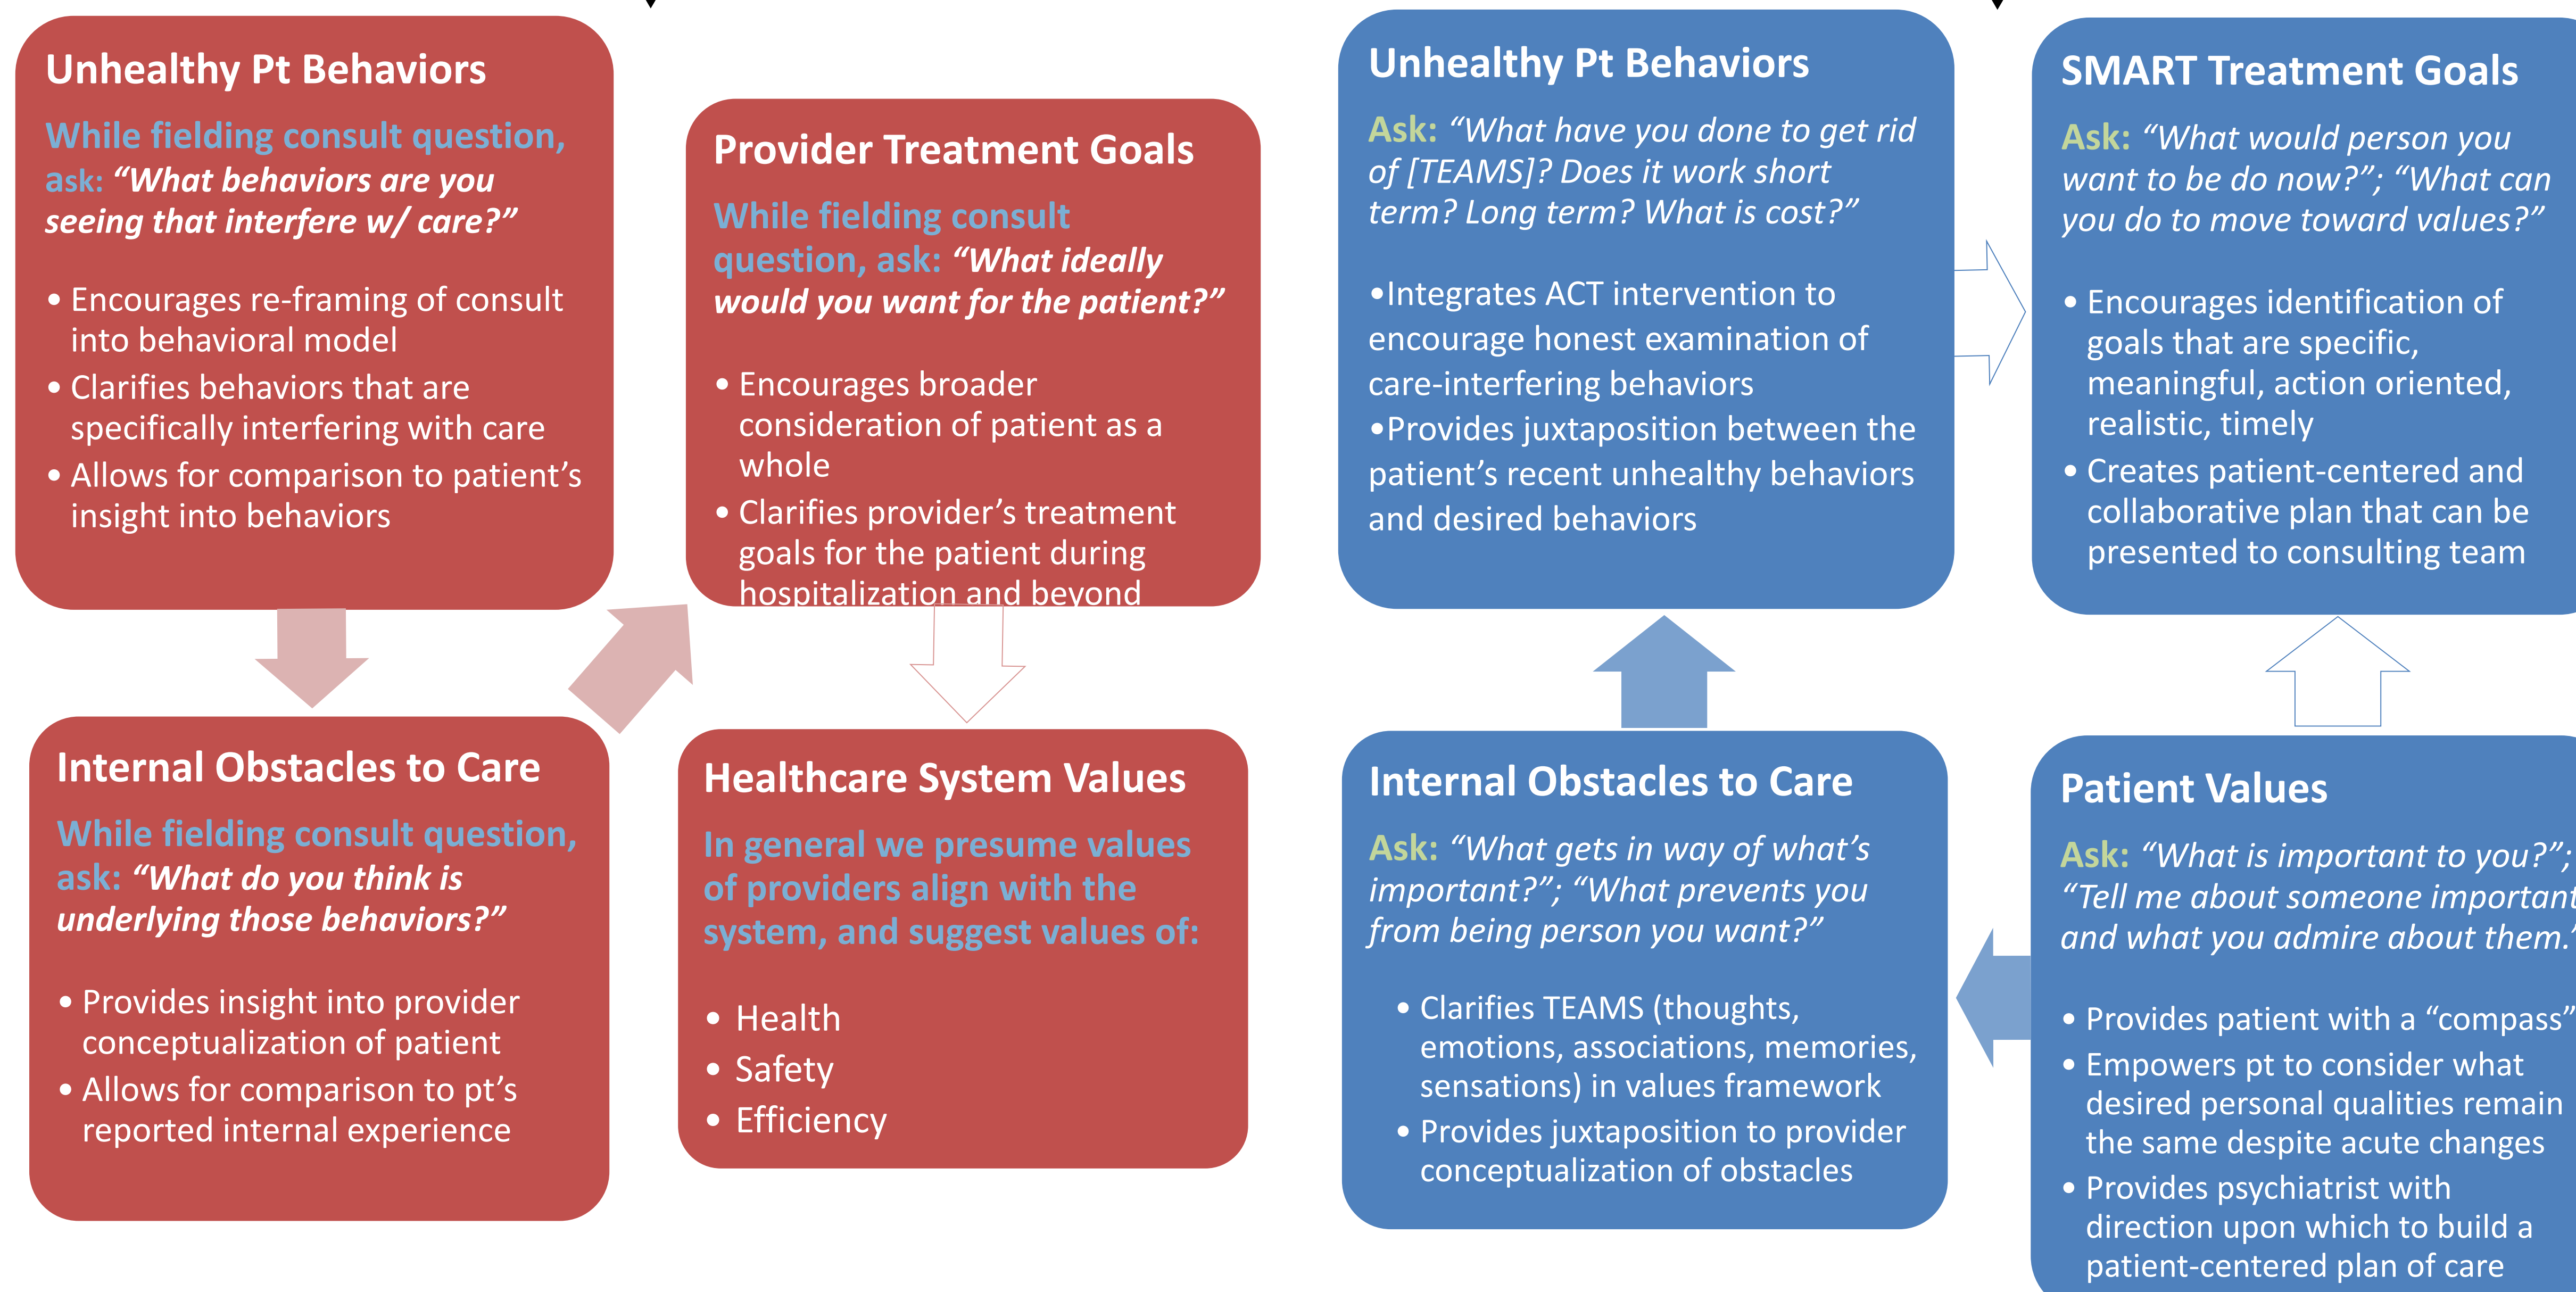 Unhealthy Pt Behaviors
While fielding consult question,
ask: “What behaviors are you
seeing that interfere w/ care?”
• Encourages re-framing of consult
into behavioral model
• Clarifies behaviors that are
specifically interfering with care
• Allows for comparison to patient’s
insight into behaviors
Internal Obstacles to Care
While fielding consult question,
ask: “What do you think is
underlying those behaviors?”
• Provides insight into provider
conceptualization of patient
• Allows for comparison to pt’s
reported internal experience
Provider Treatment Goals
While fielding consult
question, ask: “What ideally
would you want for the patient?”
• Encourages broader
consideration of patient as a
whole
• Clarifies provider’s treatment
goals for the patient during
hospitalization and beyond
Healthcare System Values
In general we presume values
of providers align with the
system, and suggest values of:
• Health
• Safety
• Efficiency
Unhealthy Pt Behaviors
Ask: “What have you done to get rid
of [TEAMS]? Does it work short
term? Long term? What is cost?”
•Integrates ACT intervention to
encourage honest examination of
care-interfering behaviors
•Provides juxtaposition between the
patient’s recent unhealthy behaviors
and desired behaviors
Internal Obstacles to Care
Ask: “What gets in way of what’s
important?”; “What prevents you
from being person you want?”
• Clarifies TEAMS (thoughts,
emotions, associations, memories,
sensations) in values framework
• Provides juxtaposition to provider
conceptualization of obstacles
SMART Treatment Goals
Ask: “What would person you
want to be do now?”; “What can
you do to move toward values?”
• Encourages identification of
goals that are specific,
meaningful, action oriented,
realistic, timely
• Creates patient-centered and
collaborative plan that can be
presented to consulting team
Patient Values
Ask: “What is important to you?”;
“Tell me about someone important
and what you admire about them.”
• Provides patient with a “compass”
• Empowers pt to consider what
desired personal qualities remain
the same despite acute changes
• Provides psychiatrist with
direction upon which to build a
patient-centered plan of care